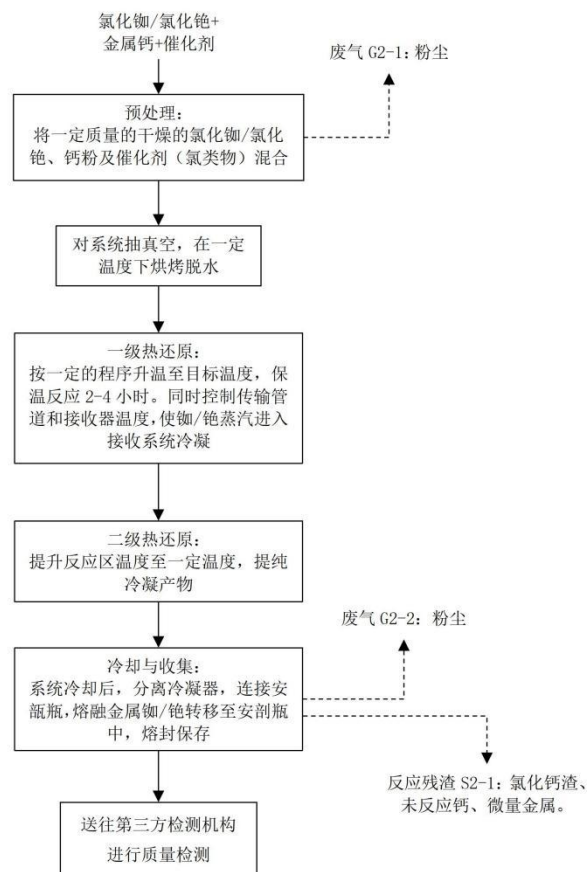 氯化铷/氯化铯+
金属钙+催化剂
废气 G2-1：粉尘
预处理：
将一定质量的干燥的氯化铷/氯化
铯、钙粉及催化剂（氯类物）混合
对系统抽真空，在一定
温度下烘烤脱水
一级热还原：
按一定的程序升温至目标温度，保
温反应 2-4 小时。同时控制传输管
道和接收器温度，使铷/铯蒸汽进入
接收系统冷凝
二级热还原：
提升反应区温度至一定温度，提纯
冷凝产物
废气 G2-2：粉尘
冷却与收集：
系统冷却后，分离冷凝器，连接安
瓿瓶，熔融金属铷/铯转移至安剖瓶
中，熔封保存
反应残渣 S2-1：氯化钙渣、
未反应钙、微量金属。
送往第三方检测机构
进行质量检测